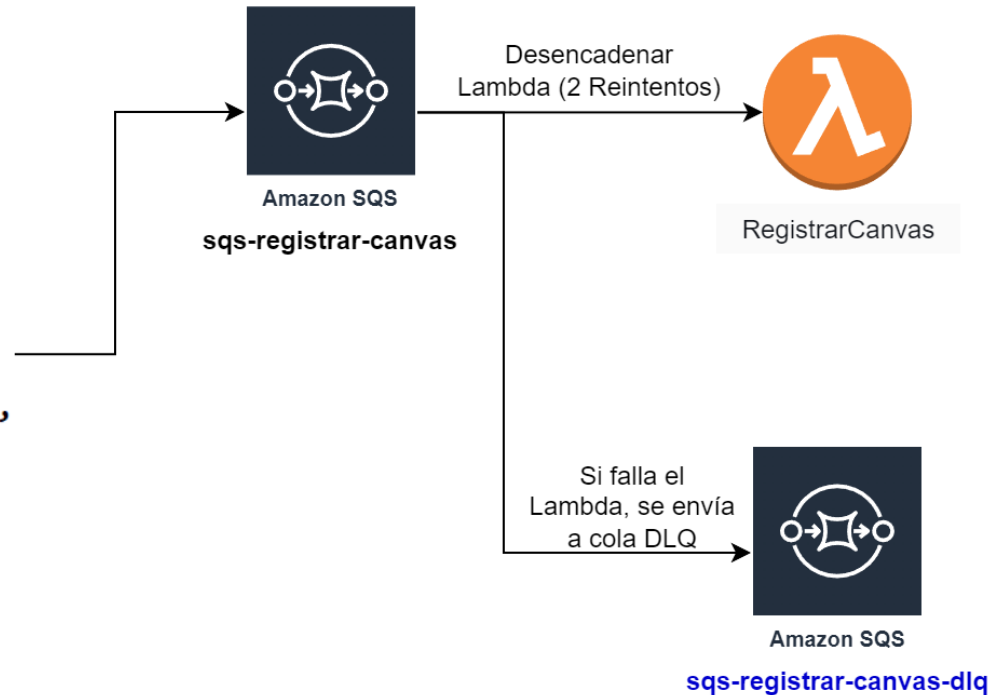 Desencadenar
Lambda (2 Reintentos)
Amazon SQS
sqs-registrar-canvas
RegistrarCanvas
Si falla el
Lambda, se envía
a cola DLQ
Amazon SQS
sqs-registrar-canvas-dlq